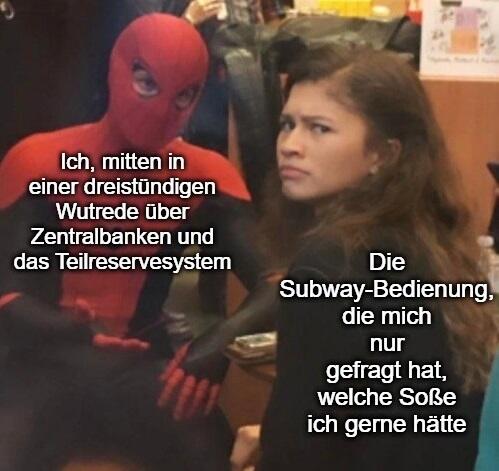 Ich, mitten in
einer dreistündigen
Wutrede über
Zentralbanken und
das Teilreservesystem
Die
Subway-Bedienung,
die mich
nur
gefragt hat,
welche Soße
ich gerne hätte